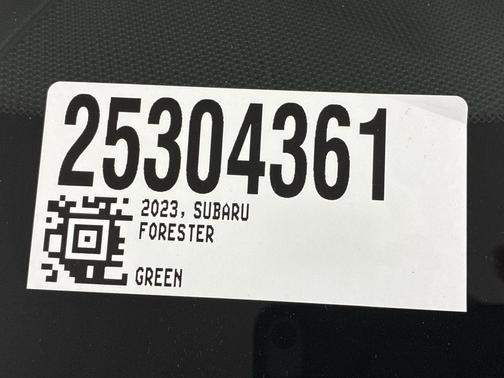 25304361
2023, SUBARU
FORESTER
GREEN